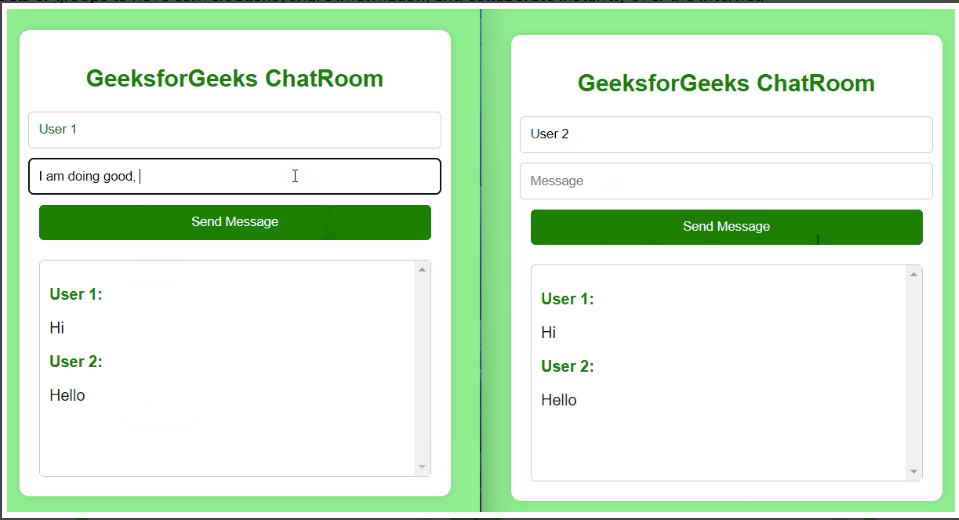 GeeksforGeeks ChatRoom
User 1
I am doing good,
Send Message
User 1:
Hi
User 2:
Hello
GeeksforGeeks ChatRoom
User 2
Message
Send Message
User 1:
Hi
User 2:
Hello